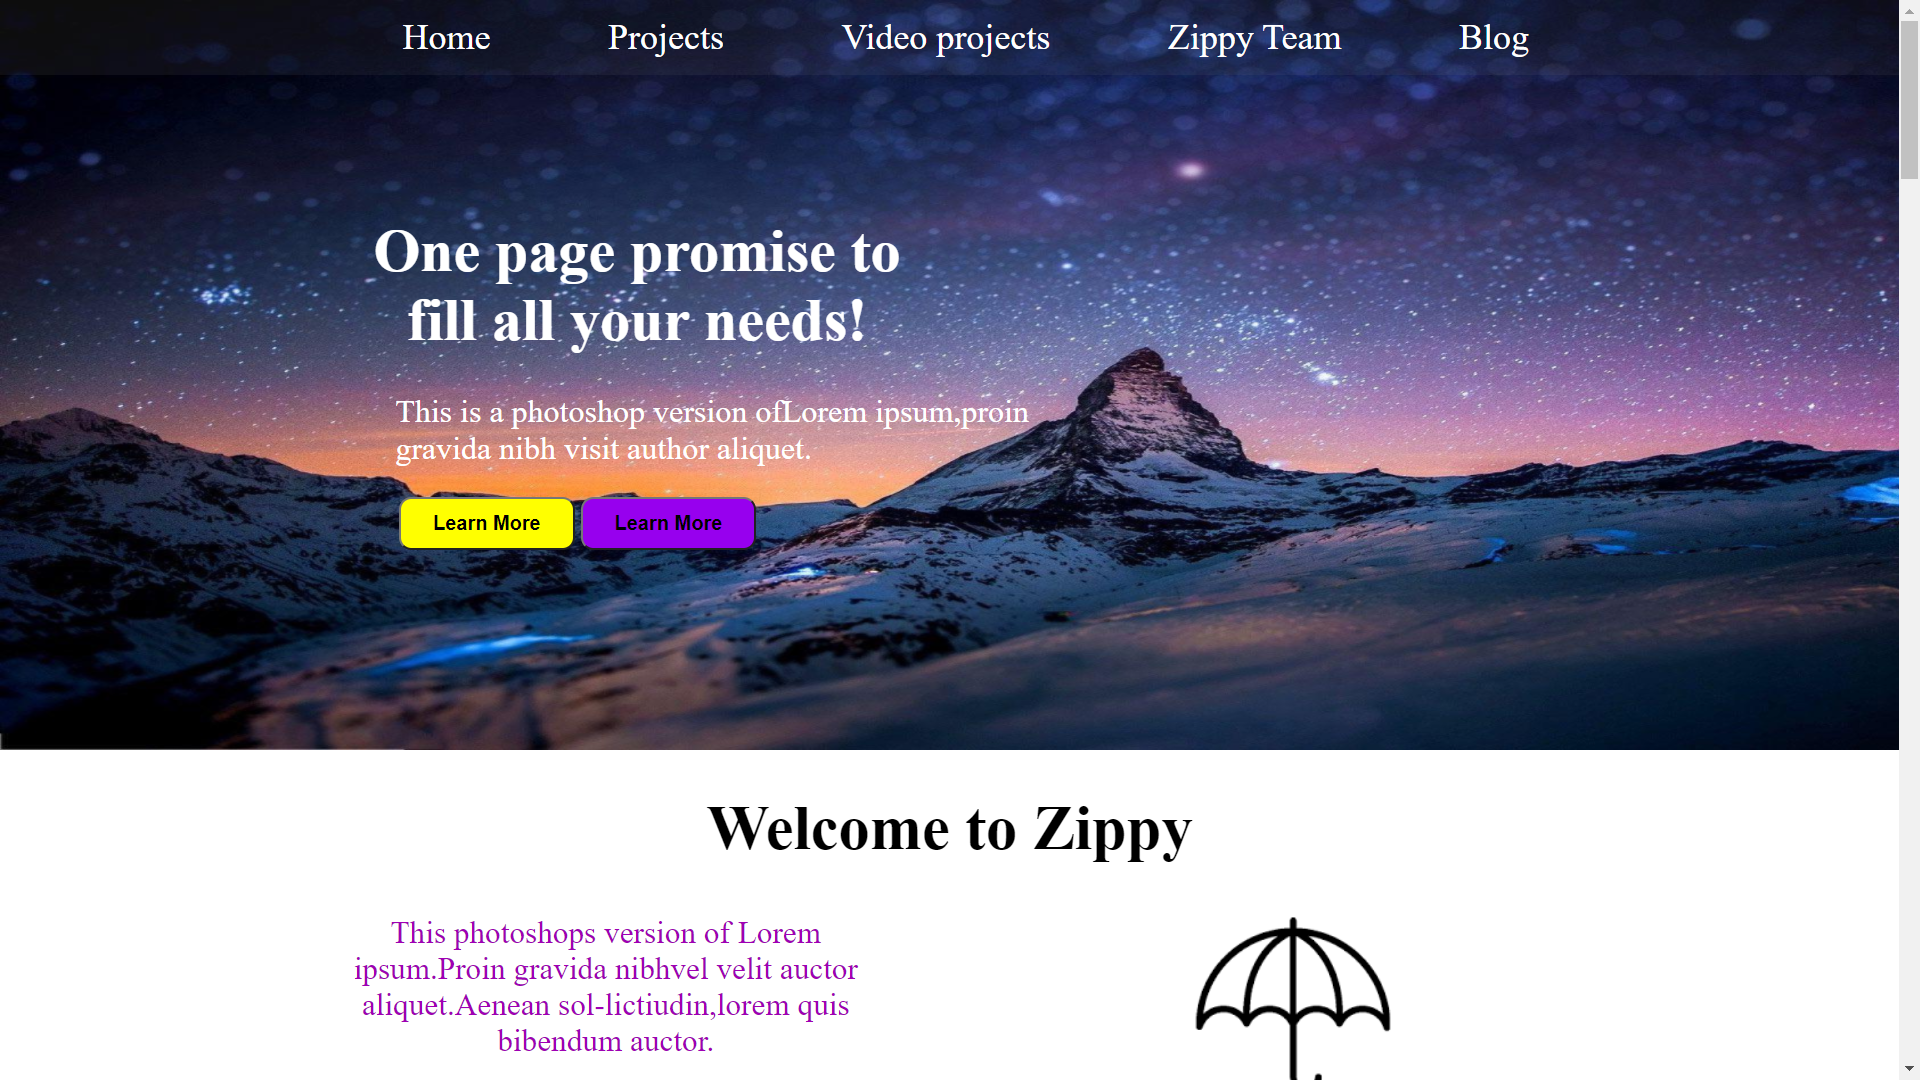 Home Projects Video projects Zippy Team Blog
One page promise to
fill all your needs!
This is a photoshop version ofLorem ipsum,proin
gravida nibh visit author aliquet.
Learn More Learn More
Welcome to Zippy
This photoshops version of Lorem
ipsum.Proin gravida nibhvel velit auctor
aliquet.Aenean sol-lictiudin,lorem quis
bibendum auctor.